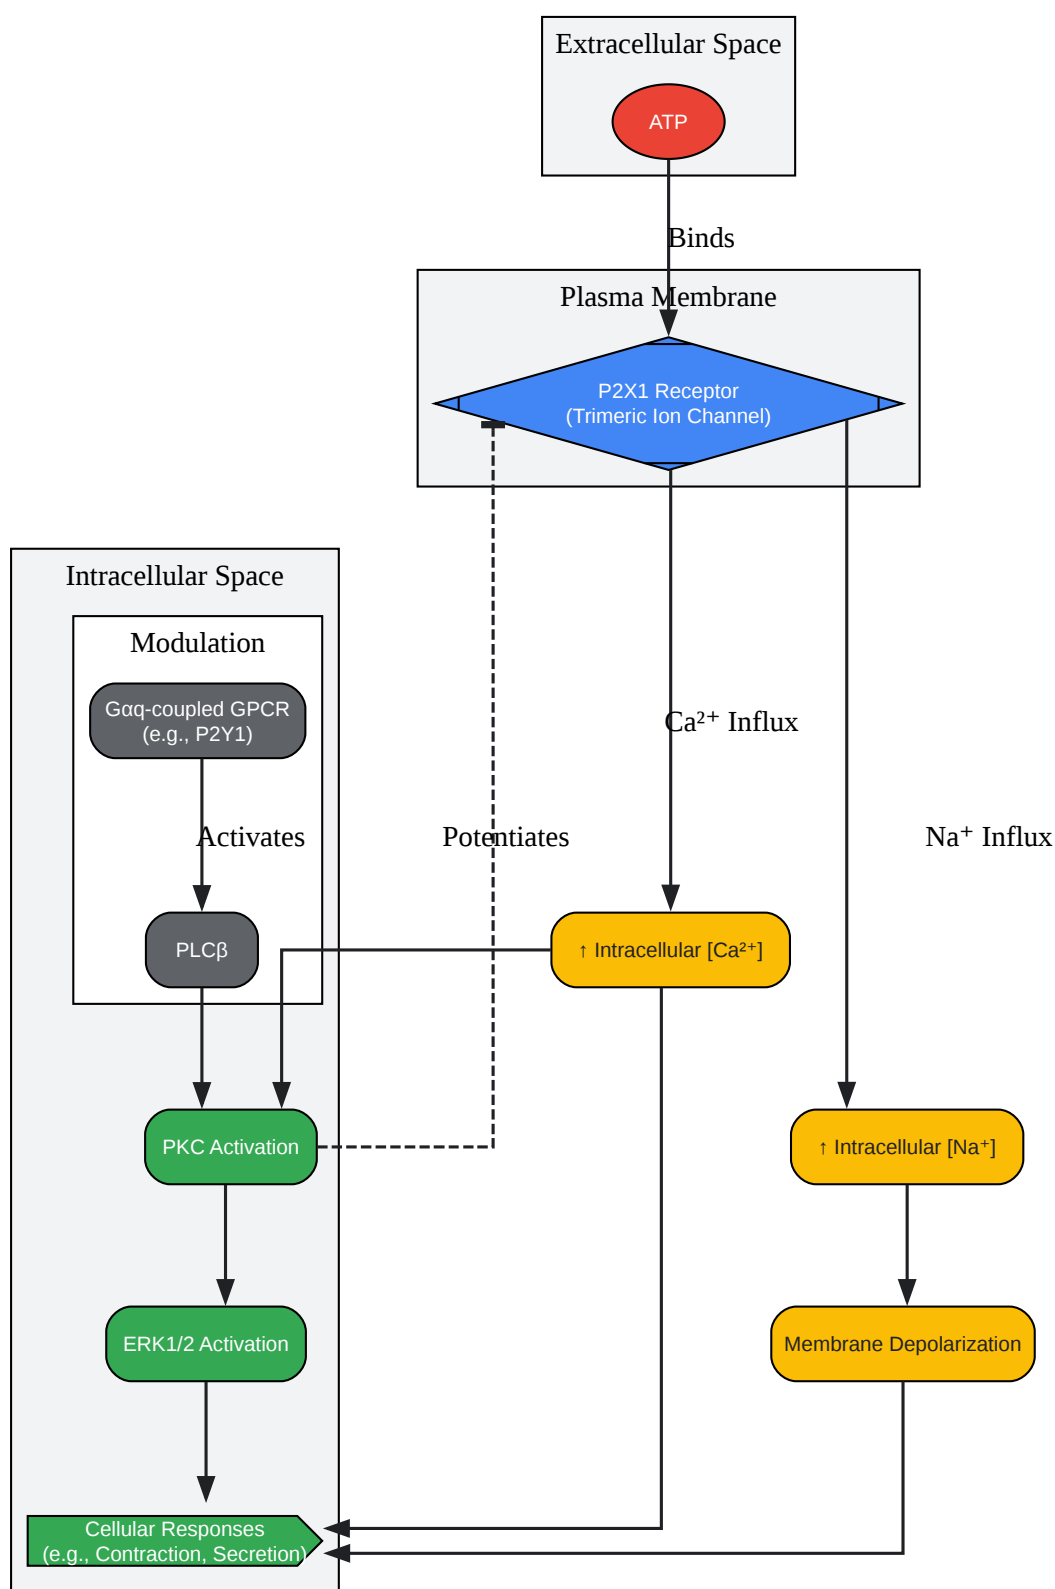 Extracellular Space
ATP
Binds
Plasma Membrane
P2X1 Receptor
(Trimeric Ion Channel)
Intracellular Space
Modulation
Gαq-coupled GPCR
(e.g., P2Y1)
Ca²⁺ Influx
Activates
Potentiates
Na⁺ Influx
PLCβ
↑ Intracellular [Ca²⁺]
PKC Activation
↑ Intracellular [Na⁺]
ERK1/2 Activation
Membrane Depolarization
Cellular Responses
(e.g., Contraction, Secretion)